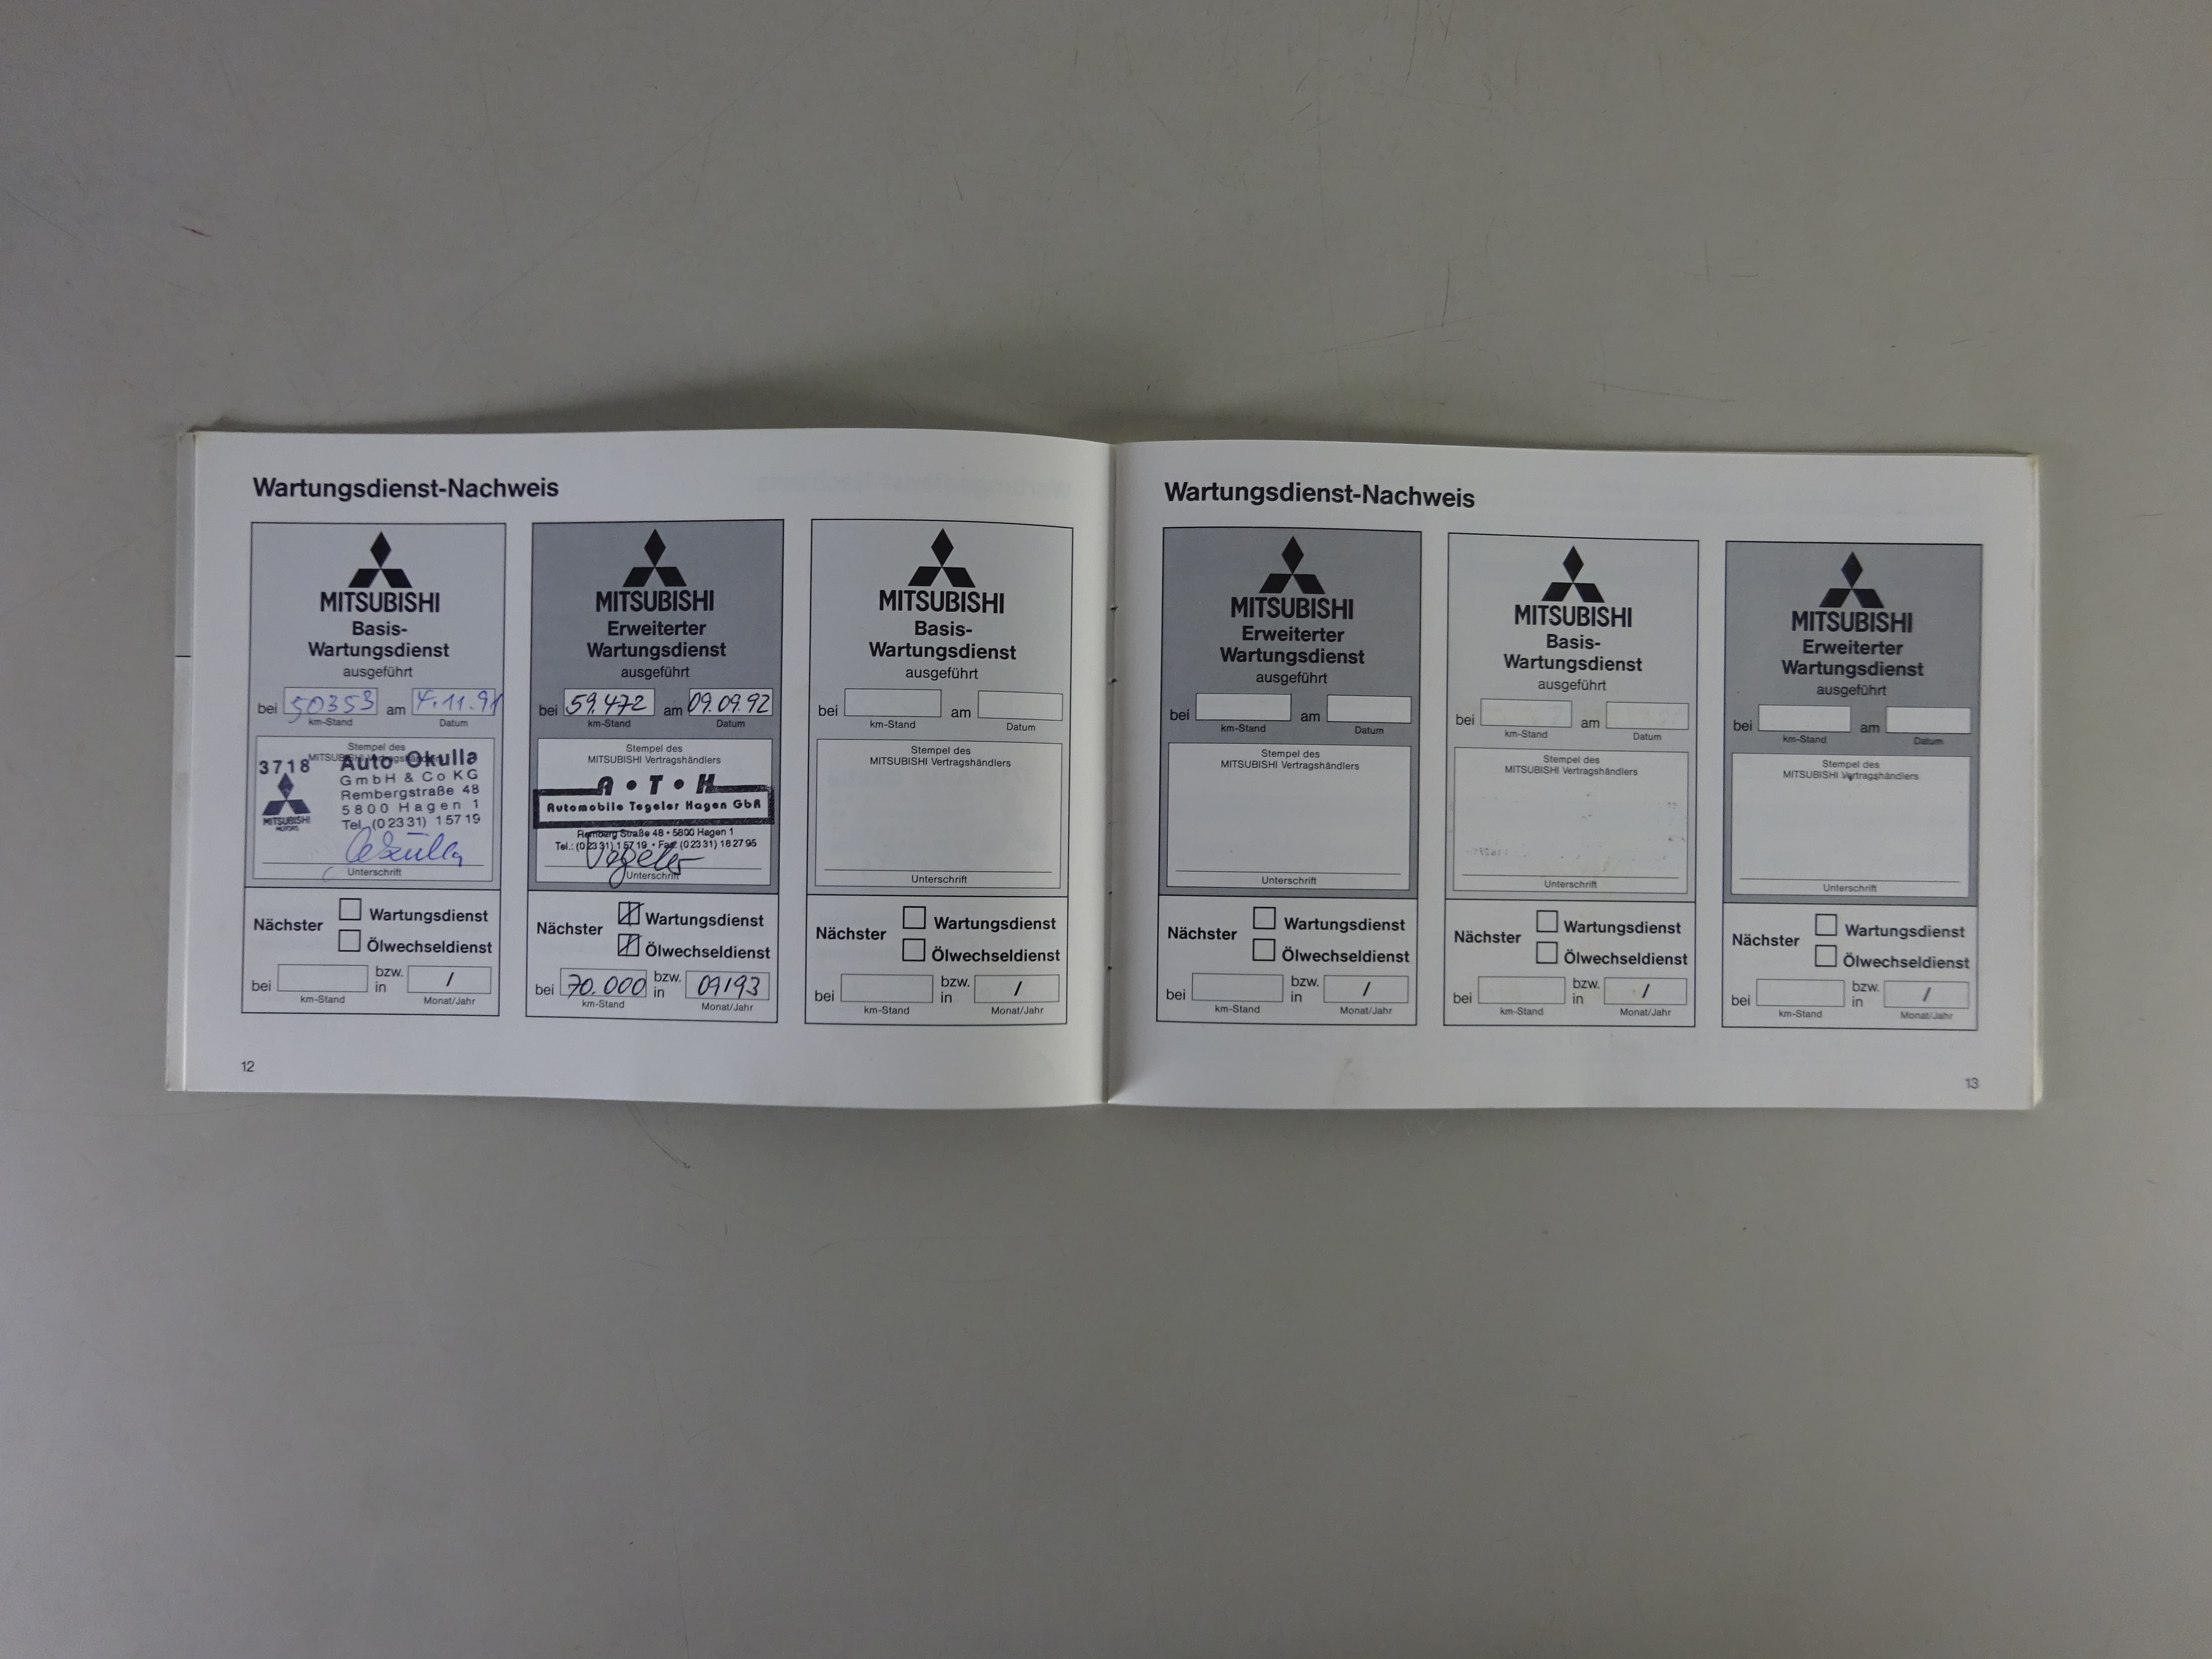 Wartungsdienst-Nachweis
MITSUBISHI
Basis-
Wartungsdienst
ausgeführt
bei 50353 am 4.11.91
km-Stand Datum
Stempel des
MITSUBISHI Vertragshändlers
3718 Auto Okulla
GmbH & Co KG
Rembergstraße 48
5800 Hagen 1
Tel. (02331) 15719
MITSUBISHI
MOTORS
Okulla
Unterschrift
Nächster
Wartungsdienst
Ölwechseldienst
bei bzw. in /
km-Stand Monat/Jahr
MITSUBISHI
Erweiterter
Wartungsdienst
ausgeführt
bei 59.472 am 09.09.92
km-Stand Datum
Stempel des
MITSUBISHI Vertragshändlers
A • T • H
Automobile Tegeler Hagen GbR
Remberg Straße 48 • 5800 Hagen 1
Tel.: (02331) 15719 • Fax: (02331) 182795
Tegeler
Unterschrift
Nächster
Wartungsdienst
Ölwechseldienst
bei 70.000 bzw. in 09/93
km-Stand Monat/Jahr
MITSUBISHI
Basis-
Wartungsdienst
ausgeführt
bei am
km-Stand Datum
Stempel des
MITSUBISHI Vertragshändlers
Unterschrift
Nächster
Wartungsdienst
Ölwechseldienst
bei bzw. in /
km-Stand Monat/Jahr
12
Wartungsdienst-Nachweis
MITSUBISHI
Erweiterter
Wartungsdienst
ausgeführt
bei am
km-Stand Datum
Stempel des
MITSUBISHI Vertragshändlers
Unterschrift
Nächster
Wartungsdienst
Ölwechseldienst
bei bzw. in /
km-Stand Monat/Jahr
MITSUBISHI
Basis-
Wartungsdienst
ausgeführt
bei am
km-Stand Datum
Stempel des
MITSUBISHI Vertragshändlers
Unterschrift
Nächster
Wartungsdienst
Ölwechseldienst
bei bzw. in /
km-Stand Monat/Jahr
MITSUBISHI
Erweiterter
Wartungsdienst
ausgeführt
bei am
km-Stand Datum
Stempel des
MITSUBISHI Vertragshändlers
Unterschrift
Nächster
Wartungsdienst
Ölwechseldienst
bei bzw. in /
km-Stand Monat/Jahr
13